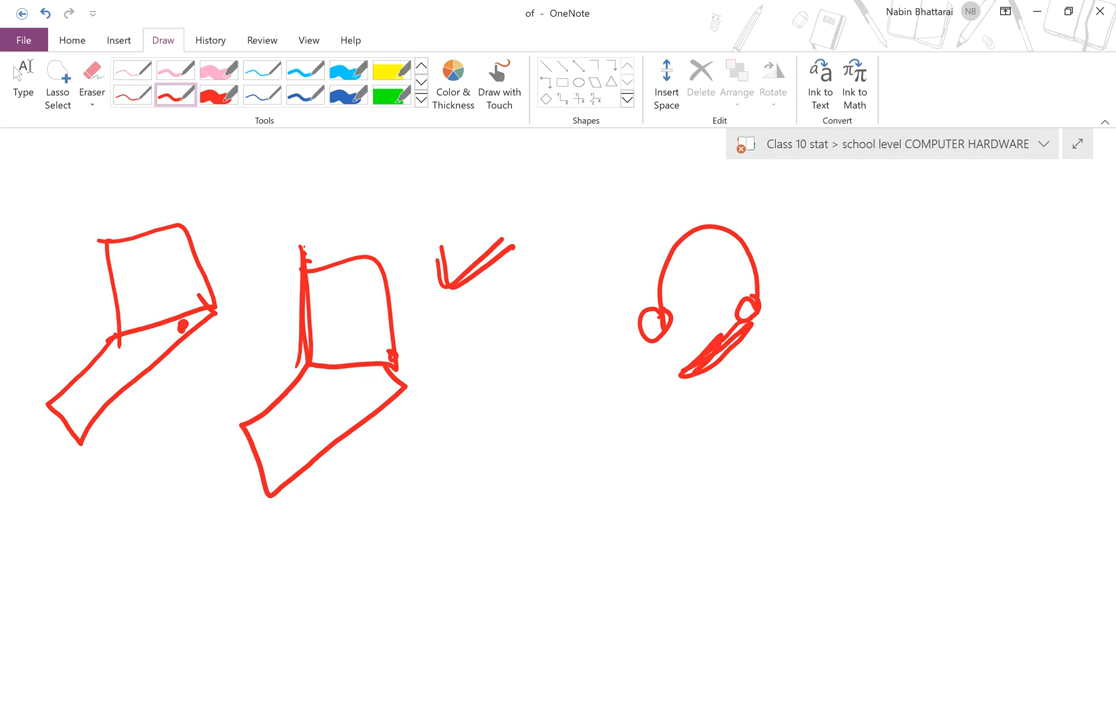 of - OneNote
Nabin Bhattarai NB
File Home Insert Draw History Review View Help
Type
Lasso Select
Eraser
Color & Thickness
Draw with Touch
Insert Space
Delete
Arrange
Rotate
Ink to Text
Ink to Math
Tools Shapes Edit Convert
Class 10 stat > school level COMPUTER HARDWARE